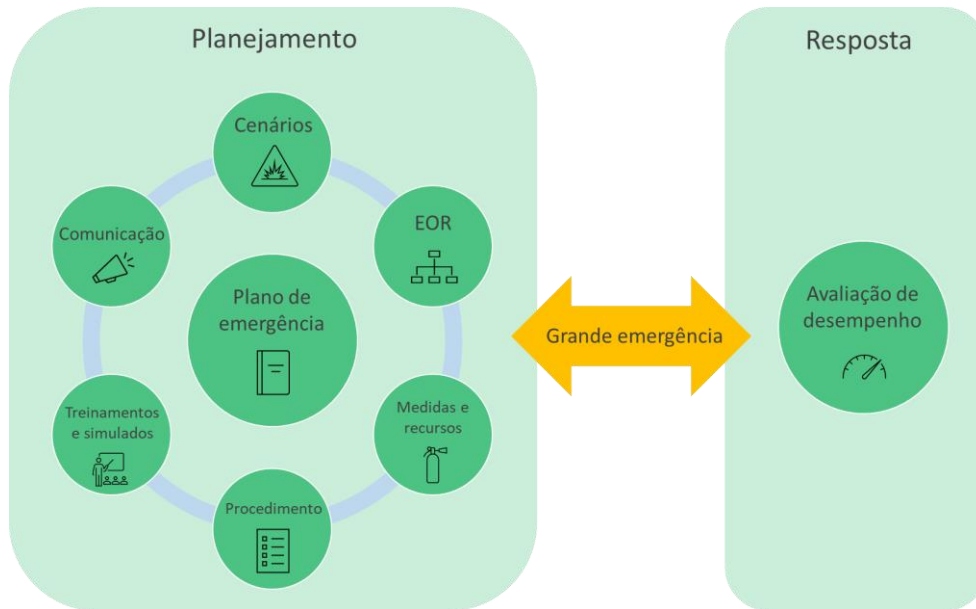 Planejamento
Cenários
EOR
Comunicação
Plano de
emergência
Treinamentos
e simulados
Medidas e
recursos
Procedimento
Grande emergência
Resposta
Avaliação de
desempenho